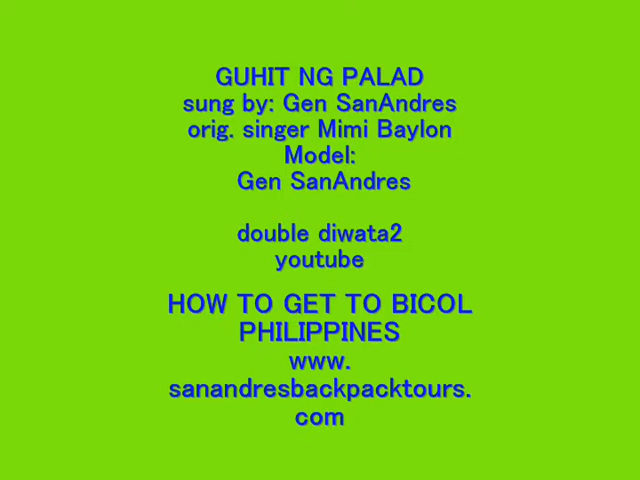 GUHIT NG PALAD
sung by: Gen SanAndres
orig. singer Mimi Baylon
Model:
Gen SanAndres
double diwata2
youtube
HOW TO GET TO BICOL
PHILIPPINES
www.
sanandresbackpacktours.
com